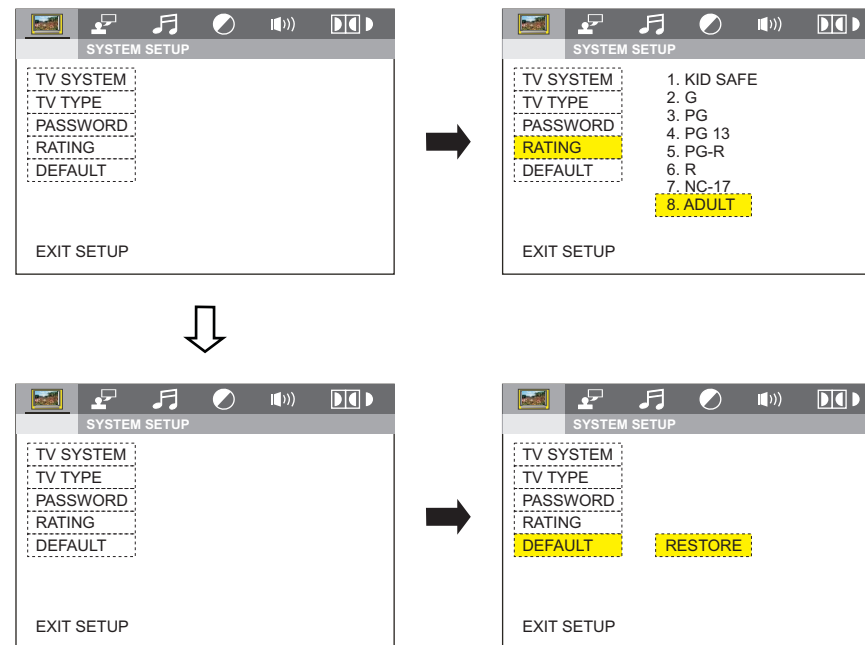 SYSTEM SETUP
TV SYSTEM
TV TYPE
PASSWORD
RATING
DEFAULT
EXIT SETUP
SYSTEM SETUP
TV SYSTEM
TV TYPE
PASSWORD
RATING
DEFAULT
1. KID SAFE
2. G
3. PG
4. PG 13
5. PG-R
6. R
7. NC-17
8. ADULT
EXIT SETUP
SYSTEM SETUP
TV SYSTEM
TV TYPE
PASSWORD
RATING
DEFAULT
EXIT SETUP
SYSTEM SETUP
TV SYSTEM
TV TYPE
PASSWORD
RATING
DEFAULT
RESTORE
EXIT SETUP